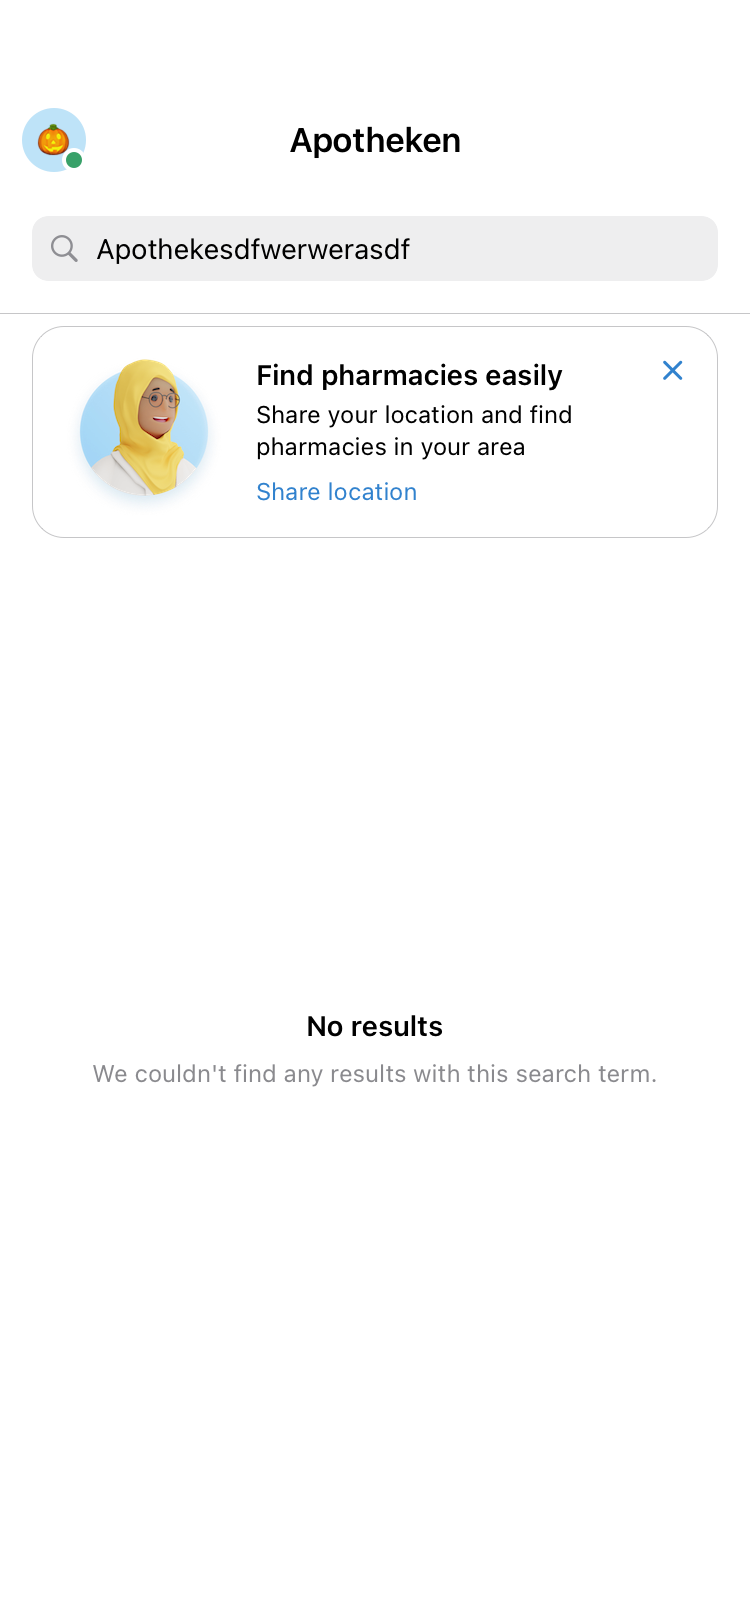 Apotheken
Apothekesdfwerwerasdf
Find pharmacies easily
Share your location and find
pharmacies in your area
Share location
No results
We couldn't find any results with this search term.